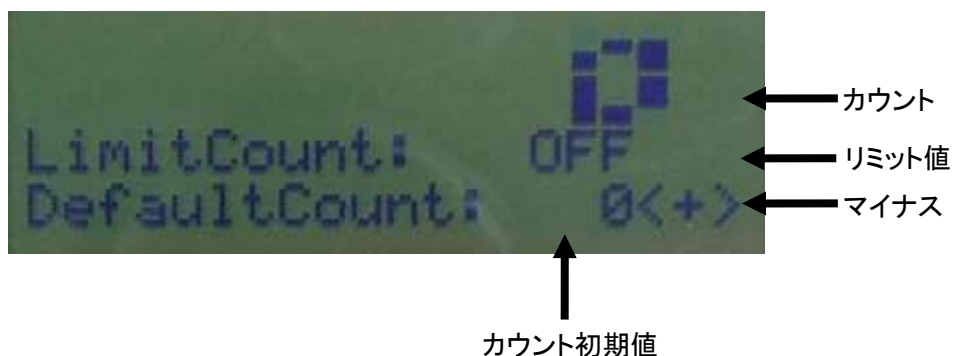 0
カウント
LimitCount: OFF
リミット値
DefaultCount: 0<+>
マイナス
カウント初期値